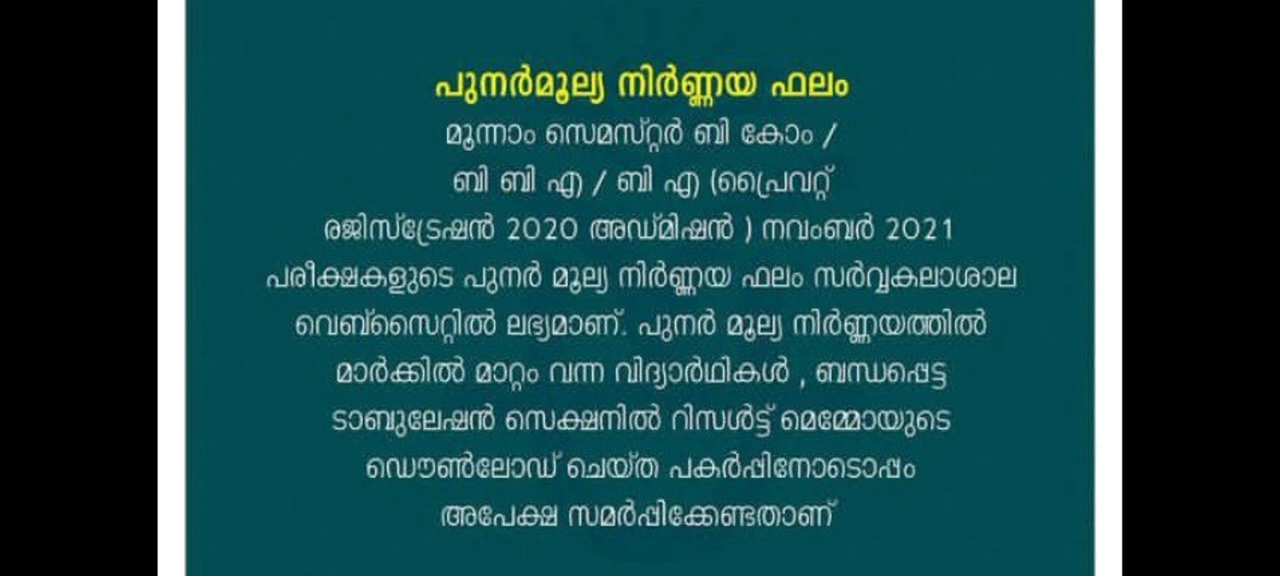 പുനർമൂല്യ നിർണ്ണയ ഫലം
മൂന്നാം സെമസ്റ്റർ ബി കോം /
ബി ബി എ / ബി എ (പ്രൈവറ്റ്
രജിസ്ട്രേഷൻ 2020 അഡ്മിഷൻ ) നവംബർ 2021
പരീക്ഷകളുടെ പുനർ മൂല്യ നിർണ്ണയ ഫലം സർവ്വകലാശാല
വെബ്സൈറ്റിൽ ലഭ്യമാണ്. പുനർ മൂല്യ നിർണ്ണയത്തിൽ
മാർക്കിൽ മാറ്റം വന്ന വിദ്യാർഥികൾ , ബന്ധപ്പെട്ട
ടാബുലേഷൻ സെക്ഷനിൽ റിസൾട്ട് മെമ്മോയുടെ
ഡൌൺലോഡ് ചെയ്ത പകർപ്പിനോടൊപ്പം
അപേക്ഷ സമർപ്പിക്കേണ്ടതാണ്